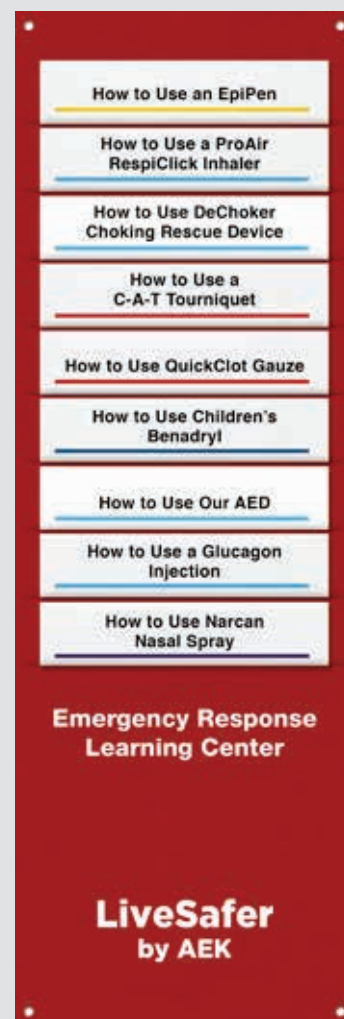 How to Use an EpiPen
How to Use a ProAir
RespiClick Inhaler
How to Use DeChoker
Choking Rescue Device
How to Use a
C-A-T Tourniquet
How to Use QuickClot Gauze
How to Use Children's
Benadryl
How to Use Our AED
How to Use a Glucagon
Injection
How to Use Narcan
Nasal Spray
Emergency Response
Learning Center
LiveSafer
by AEK